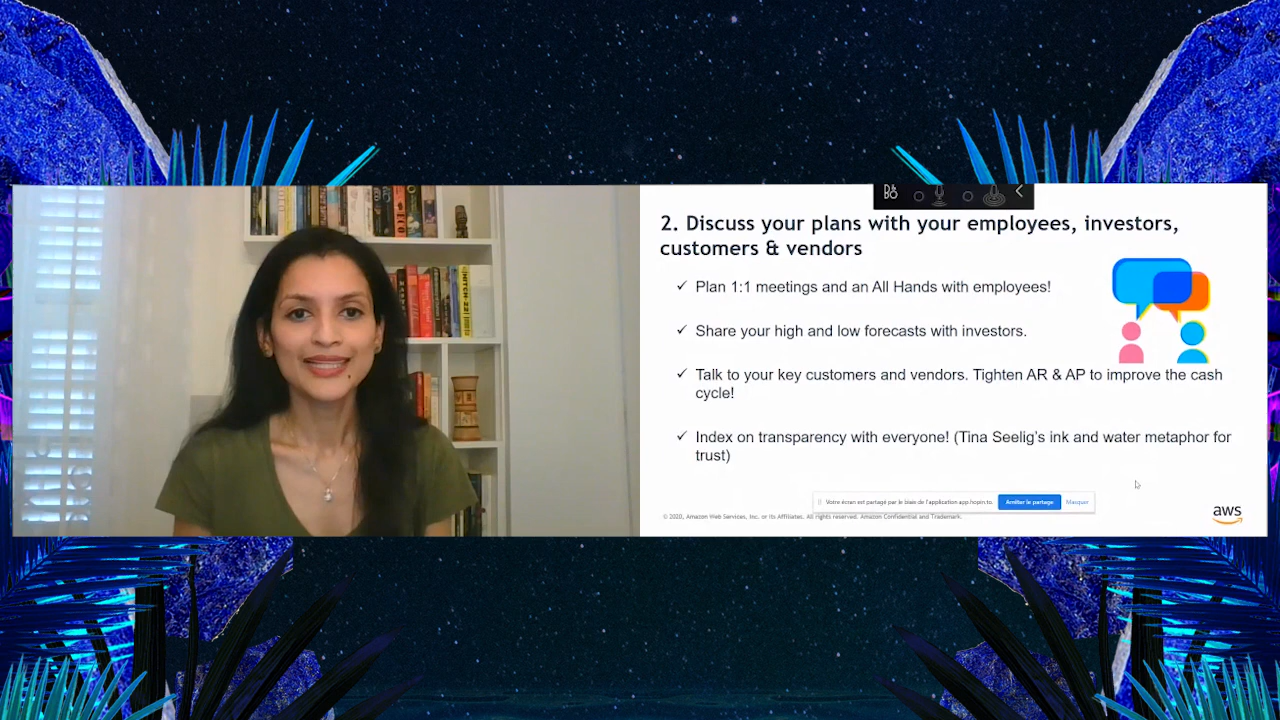 2. Discuss your plans with your employees, investors,
customers & vendors
✓ Plan 1:1 meetings and an All Hands with employees!
✓ Share your high and low forecasts with investors.
✓ Talk to your key customers and vendors. Tighten AR & AP to improve the cash
cycle!
✓ Index on transparency with everyone! (Tina Seelig's ink and water metaphor for
trust)
Votre écran est partagé par le biais de l'application app.hopin.to.
Arrêter le partage
Masquer
© 2020, Amazon Web Services, Inc. or its Affiliates. All rights reserved. Amazon Confidential and Trademark.
aws
HITCH-22